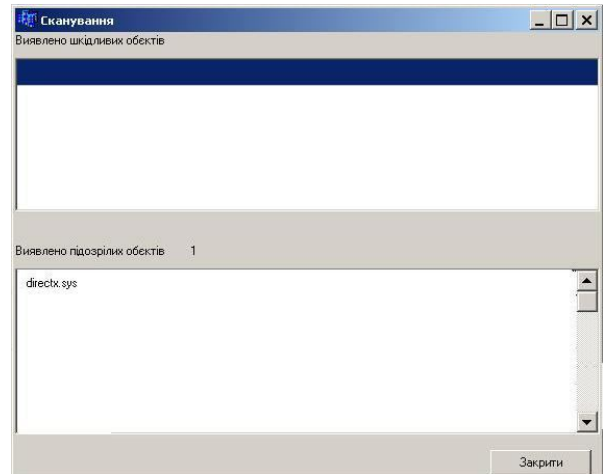 Сканування
Виявлено шкідливих обєктів
Виявлено підозрілих обєктів 1
directx.sys
Закрити